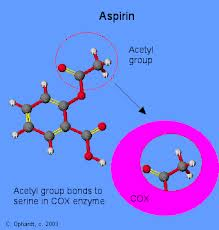 Aspirin
Acetyl
group
Acetyl group bonds to
serine in COX enzyme
COX
C. Ophardt, c. 2003